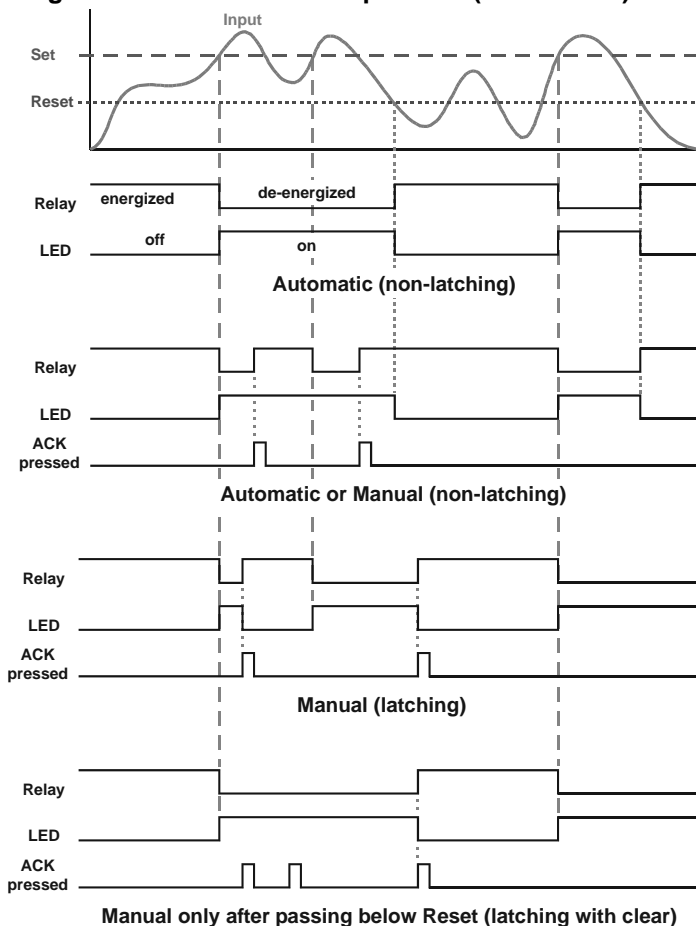 Input
Set
Reset
Relay energized de-energized
LED off on
Automatic (non-latching)
Relay
LED
ACK
pressed
Automatic or Manual (non-latching)
Relay
LED
ACK
pressed
Manual (latching)
Relay
LED
ACK
pressed
Manual only after passing below Reset (latching with clear)